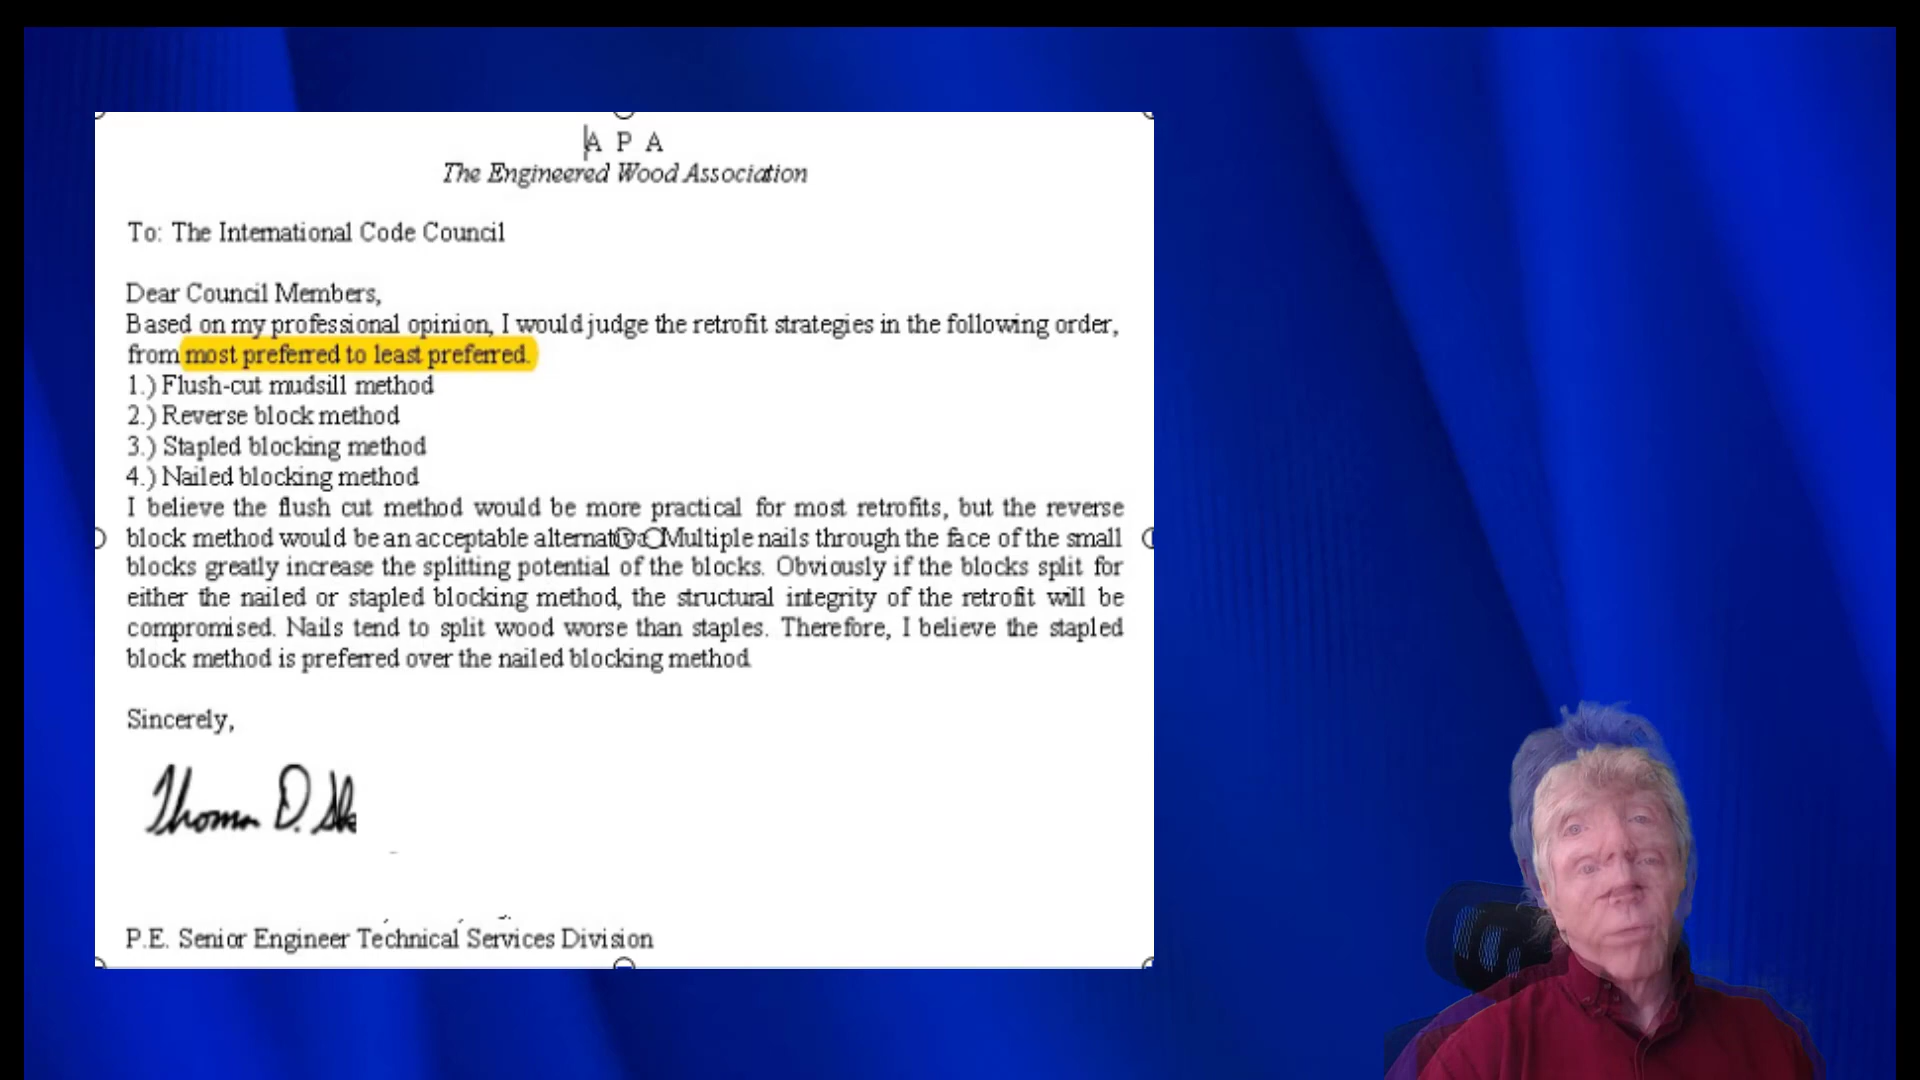 A P A
The Engineered Wood Association
To: The International Code Council
Dear Council Members,
Based on my professional opinion, I would judge the retrofit strategies in the following order,
from most preferred to least preferred.
1.) Flush-cut mudsill method
2.) Reverse block method
3.) Stapled blocking method
4.) Nailed blocking method
I believe the flush cut method would be more practical for most retrofits, but the reverse
block method would be an acceptable alternative. Multiple nails through the face of the small
blocks greatly increase the splitting potential of the blocks. Obviously if the blocks split for
either the nailed or stapled blocking method, the structural integrity of the retrofit will be
compromised. Nails tend to split wood worse than staples. Therefore, I believe the stapled
block method is preferred over the nailed blocking method
Sincerely,
Thomas D.
P.E. Senior Engineer Technical Services Division